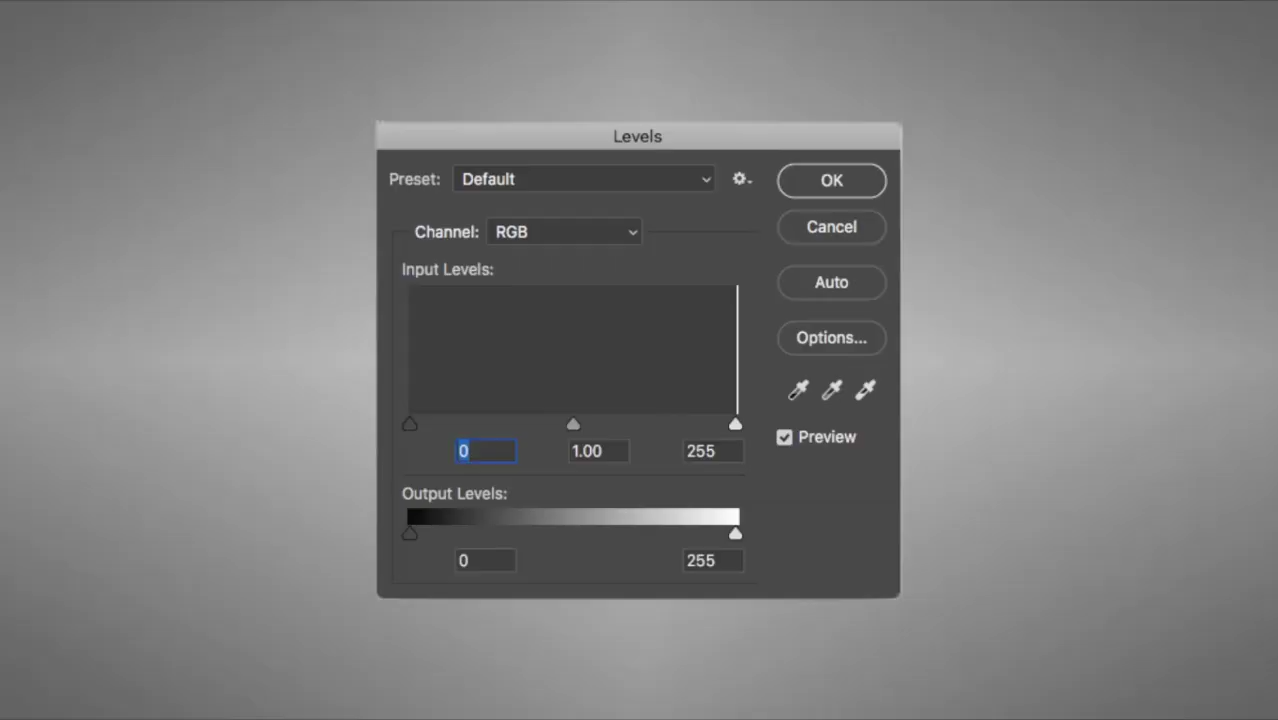 Levels
Preset: Default
OK
Channel: RGB
Cancel
Input Levels:
Auto
Options...
Preview
0 1.00 255
Output Levels:
0 255